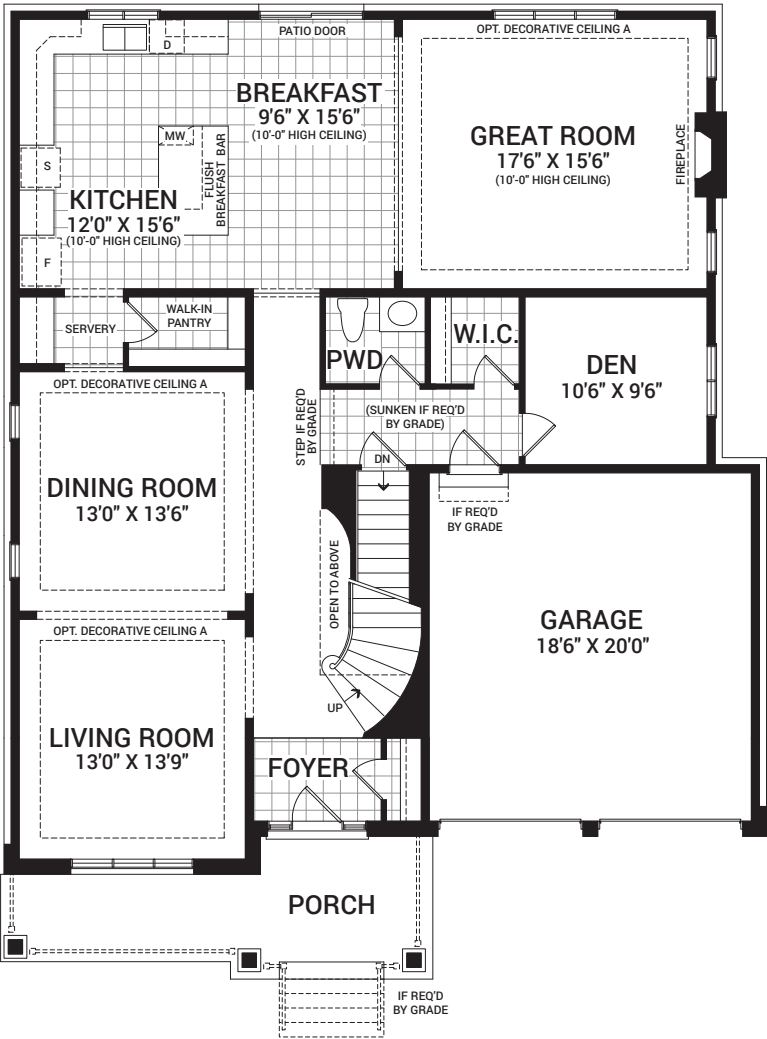 PATIO DOOR
OPT. DECORATIVE CEILING A
D
BREAKFAST
9'6" X 15'6"
(10'-0" HIGH CEILING)
MW
FLUSH
BREAKFAST BAR
GREAT ROOM
17'6" X 15'6"
(10'-0" HIGH CEILING)
FIREPLACE
S
KITCHEN
12'0" X 15'6"
(10'-0" HIGH CEILING)
F
SERVERY
WALK-IN
PANTRY
PWD
W.I.C.
DEN
10'6" X 9'6"
OPT. DECORATIVE CEILING A
STEP IF REQ'D
BY GRADE
(SUNKEN IF REQ'D
BY GRADE)
DN
DINING ROOM
13'0" X 13'6"
IF REQ'D
BY GRADE
OPEN TO ABOVE
GARAGE
18'6" X 20'0"
OPT. DECORATIVE CEILING A
UP
LIVING ROOM
13'0" X 13'9"
FOYER
PORCH
IF REQ'D
BY GRADE